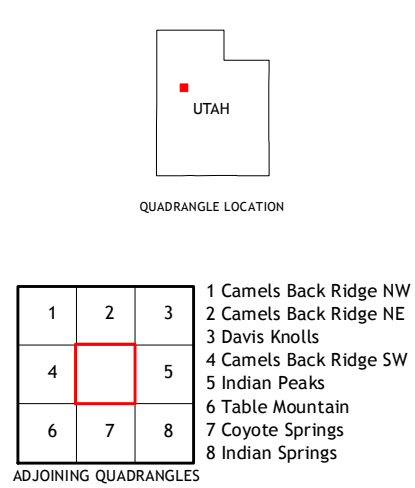 UTAH
QUADRANGLE LOCATION
1 2 3
4 5
6 7 8
1 Camels Back Ridge NW
2 Camels Back Ridge NE
3 Davis Knolls
4 Camels Back Ridge SW
5 Indian Peaks
6 Table Mountain
7 Coyote Springs
8 Indian Springs
ADJOINING QUADRANGLES